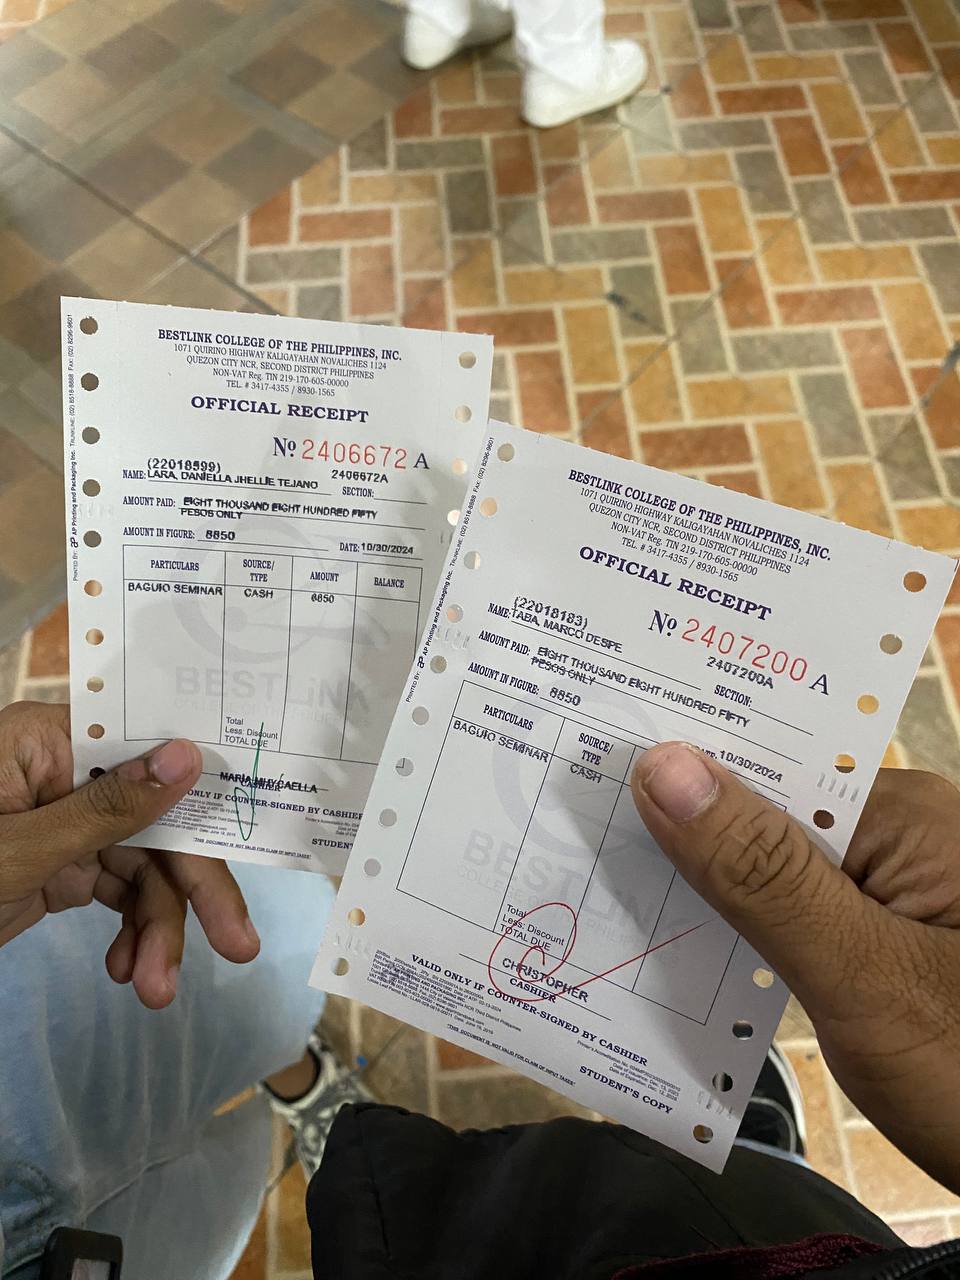 BESTLINK COLLEGE OF THE PHILIPPINES, INC.
1071 QUIRINO HIGHWAY KALIGAYAHAN NOVALICHES 1124
QUEZON CITY NCR, SECOND DISTRICT PHILIPPINES
NON-VAT Reg. TIN 219-170-605-00000
TEL. # 3417-4355 / 8930-1565
OFFICIAL RECEIPT
Nº 2406672 A
(22018599) 2406672A
NAME: LARA, DANIELLA JHELLIE TEJANO SECTION:
AMOUNT PAID: EIGHT THOUSAND EIGHT HUNDRED FIFTY
PESOS ONLY
AMOUNT IN FIGURE: 8850 DATE: 10/30/2024
PARTICULARS SOURCE/TYPE AMOUNT BALANCE
BAGUIO SEMINAR CASH 8850
BESTLINK
Total
Less: Discount
TOTAL DUE
CASHIER
ONLY IF COUNTER-SIGNED BY CASHIER
STUDENT'
"THIS DOCUMENT IS NOT VALID FOR CLAIM OF INPUT TAXES"
PRINTED BY: AP Printing and Packaging Inc. TRUNKLINE: (02) 8518-8888 Fax: (02) 8296-9601
BESTLINK COLLEGE OF THE PHILIPPINES, INC.
1071 QUIRINO HIGHWAY KALIGAYAHAN NOVALICHES 1124
QUEZON CITY NCR, SECOND DISTRICT PHILIPPINES
NON-VAT Reg. TIN 219-170-605-00000
TEL. # 3417-4355 / 8930-1565
OFFICIAL RECEIPT
Nº 2407200 A
(22018183) 2407200A
NAME: TABA, MARCO DESPE SECTION:
AMOUNT PAID: EIGHT THOUSAND EIGHT HUNDRED FIFTY
PESOS ONLY
AMOUNT IN FIGURE: 8850 10/30/2024
PARTICULARS SOURCE/TYPE
BAGUIO SEMINAR CASH
BESTLINK
Total
Less: Discount
TOTAL DUE
CHRISTOPHER
CASHIER
VALID ONLY IF COUNTER-SIGNED BY CASHIER
STUDENT'S COPY
"THIS DOCUMENT IS NOT VALID FOR CLAIM OF INPUT TAXES"
PRINTED BY: AP Printing and Packaging Inc. TRUNKLINE: (02) 8518-8888 Fax: (02) 8296-9601